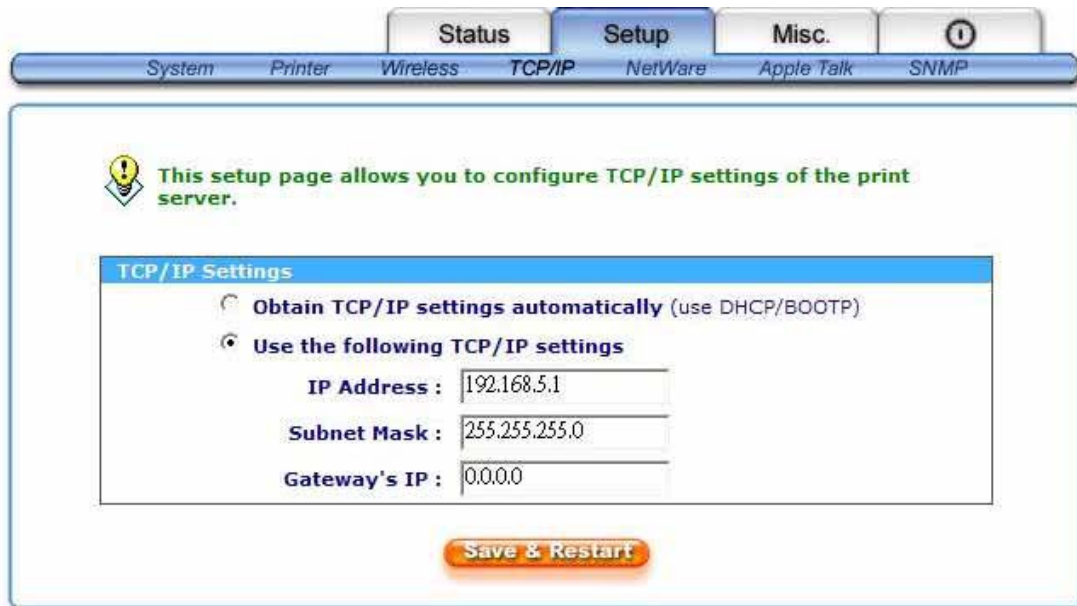 Status Setup Misc.
System Printer Wireless TCP/IP NetWare Apple Talk SNMP
This setup page allows you to configure TCP/IP settings of the print
server.
TCP/IP Settings
Obtain TCP/IP settings automatically (use DHCP/BOOTP)
Use the following TCP/IP settings
IP Address : 192.168.5.1
Subnet Mask : 255.255.255.0
Gateway's IP : 0.0.0.0
Save & Restart